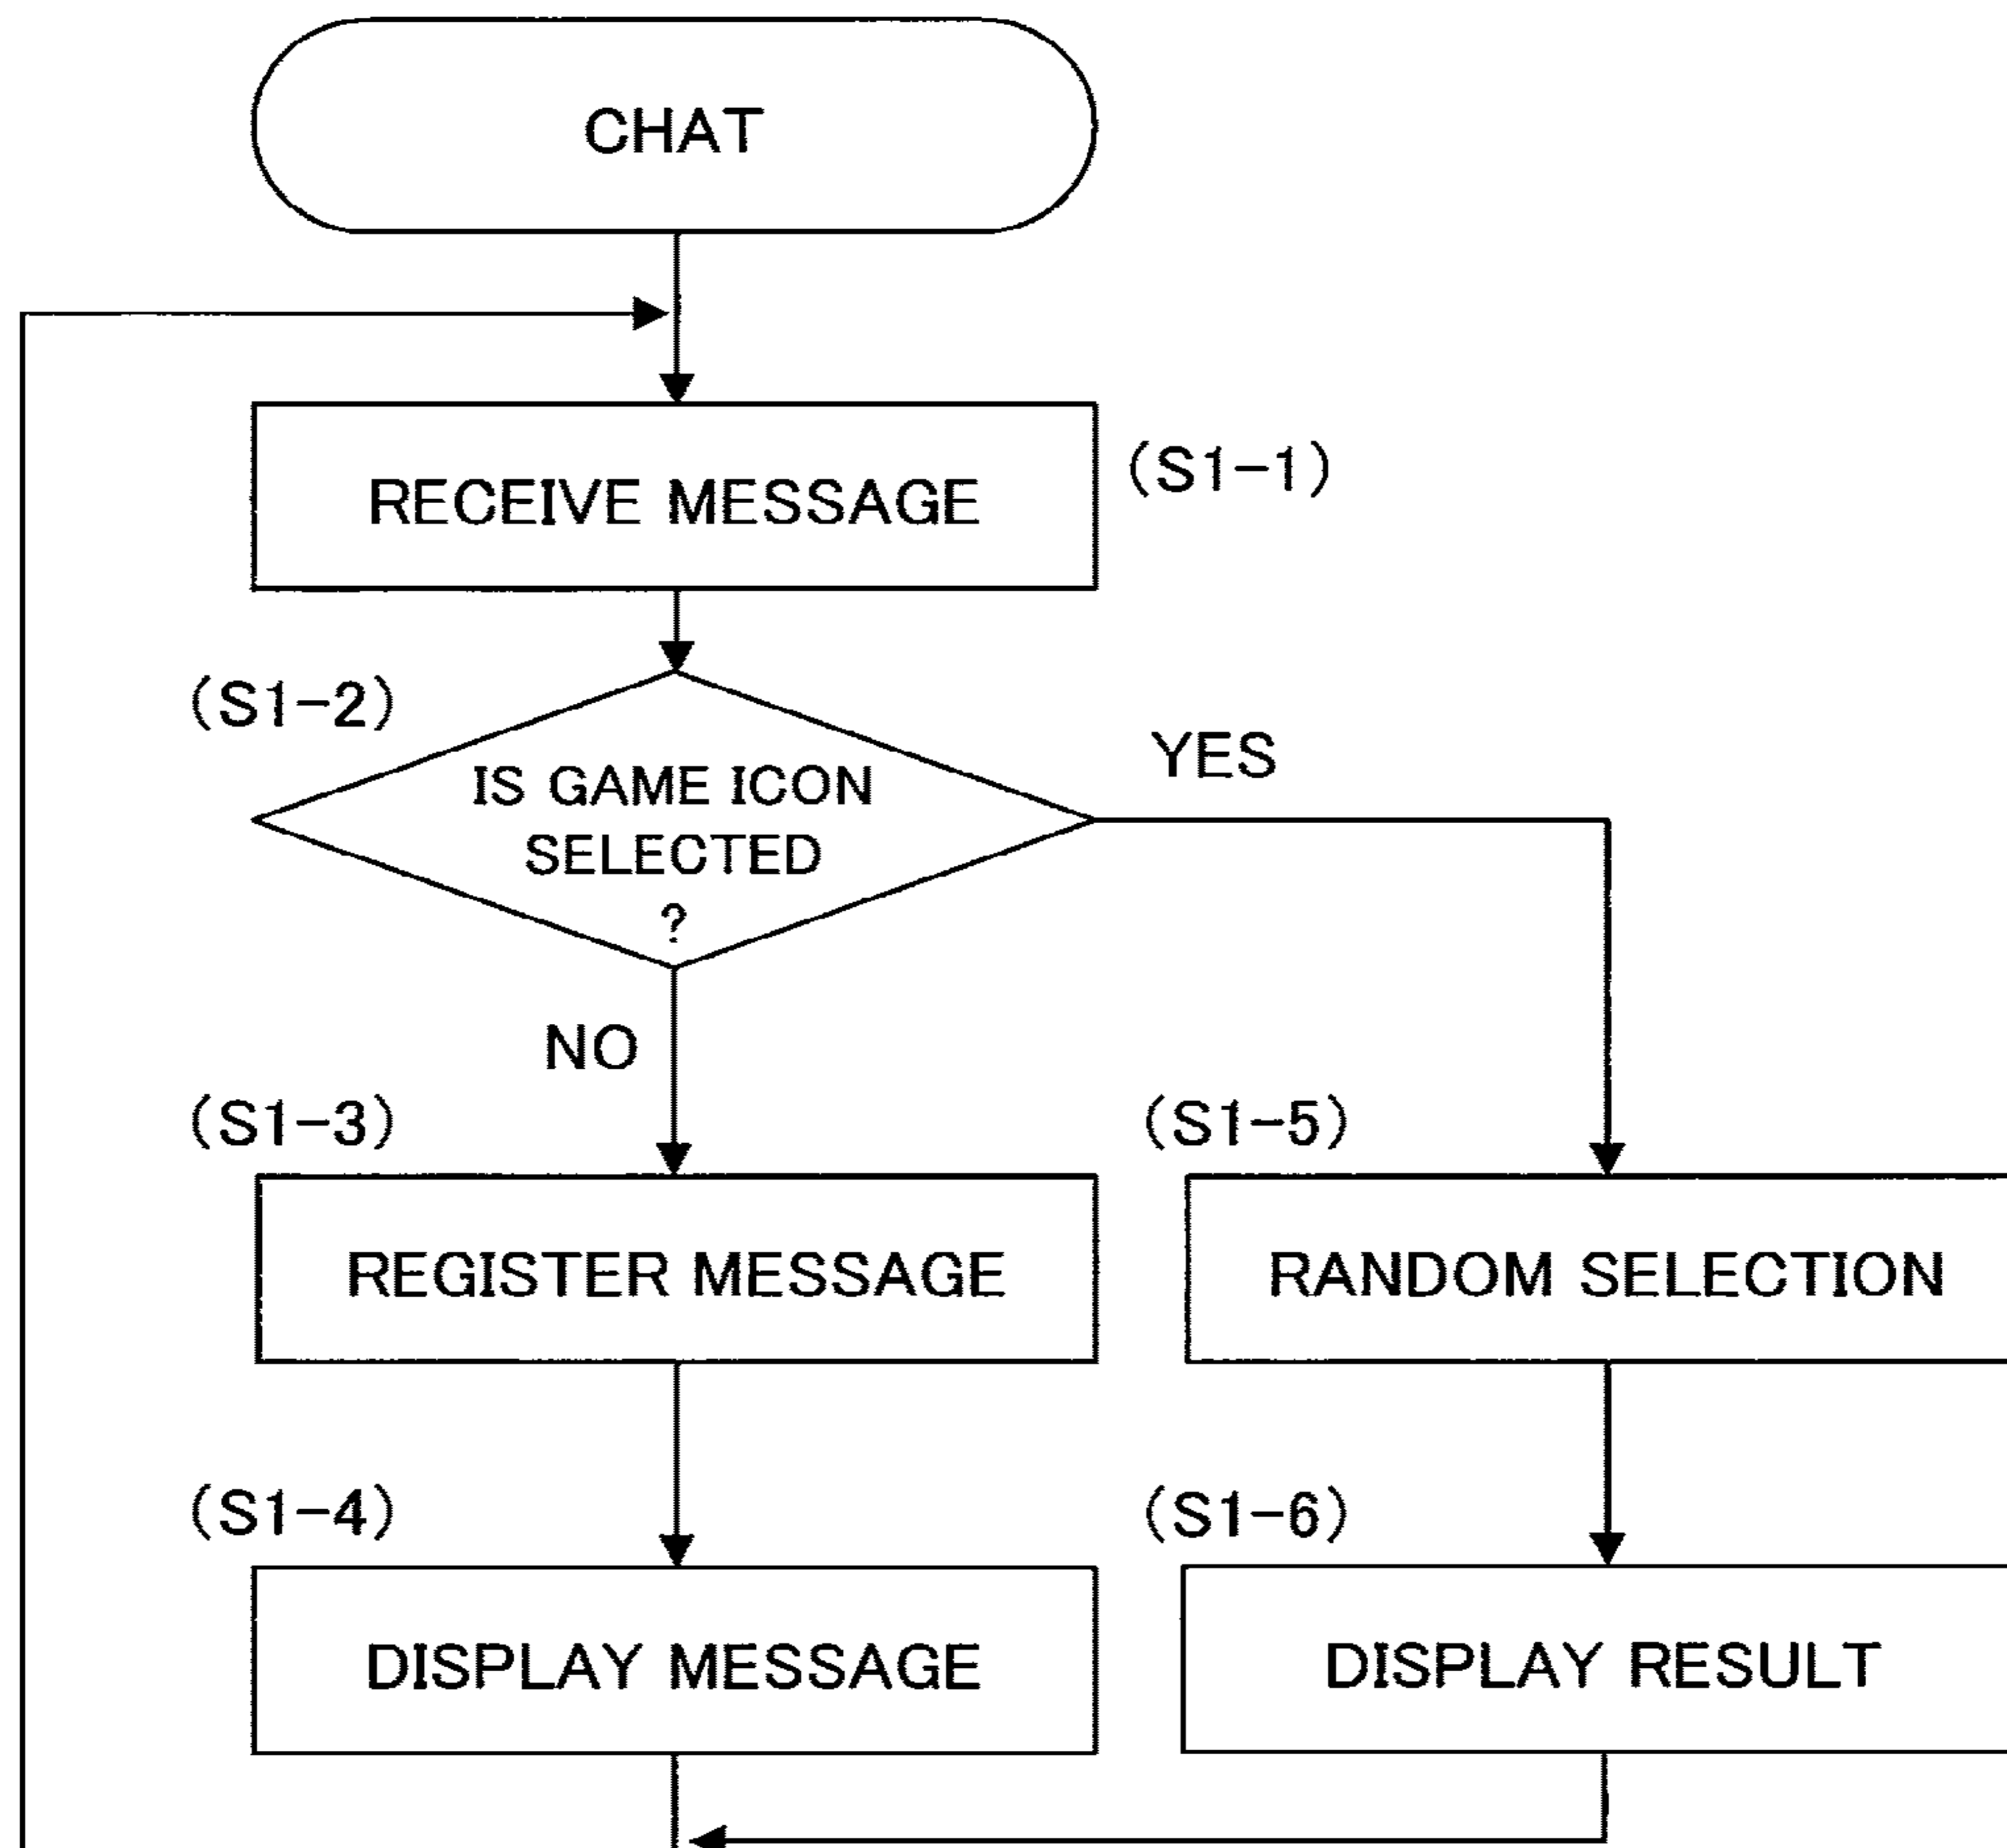 CHAT
RECEIVE MESSAGE
(S1-1)
(S1-2)
IS GAME ICON
SELECTED
?
YES
NO
(S1-3)
(S1-5)
REGISTER MESSAGE
RANDOM SELECTION
(S1-4)
(S1-6)
DISPLAY MESSAGE
DISPLAY RESULT